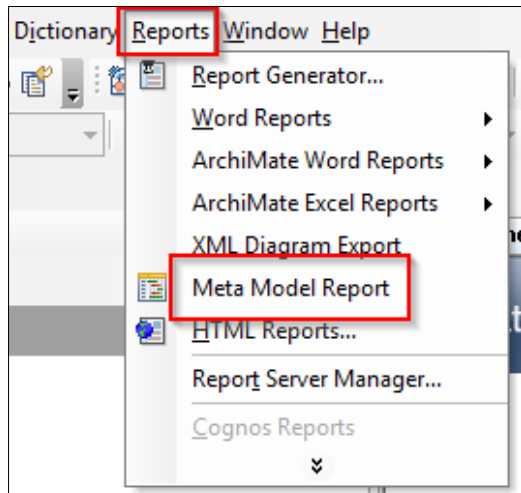 Dictionary Reports Window Help
Report Generator...
Word Reports
ArchiMate Word Reports
ArchiMate Excel Reports
XML Diagram Export
Meta Model Report
HTML Reports...
Report Server Manager...
Cognos Reports